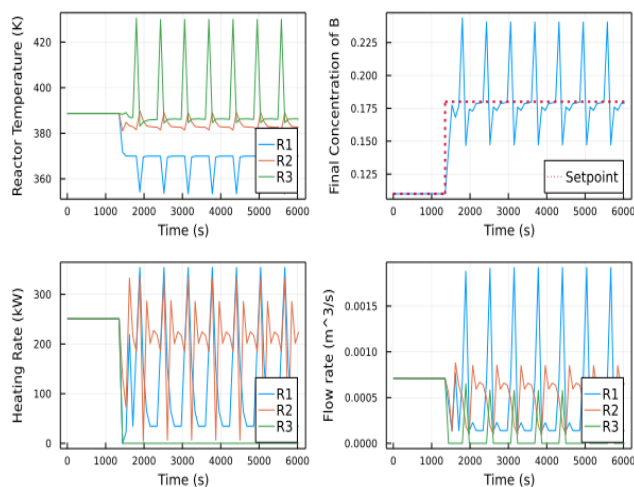 Reactor Temperature (K)
420
400
380
360
0 1000 2000 3000 4000 5000 6000
Time (s)
R1
R2
R3
Final Concentration of B
0.225
0.200
0.175
0.150
0.125
0 1000 2000 3000 4000 5000 6000
Time (s)
Setpoint
Heating Rate (kW)
300
200
100
0
0 1000 2000 3000 4000 5000 6000
Time (s)
R1
R2
R3
Flow rate (m^3/s)
0.0015
0.0010
0.0005
0.0000
0 1000 2000 3000 4000 5000 6000
Time (s)
R1
R2
R3